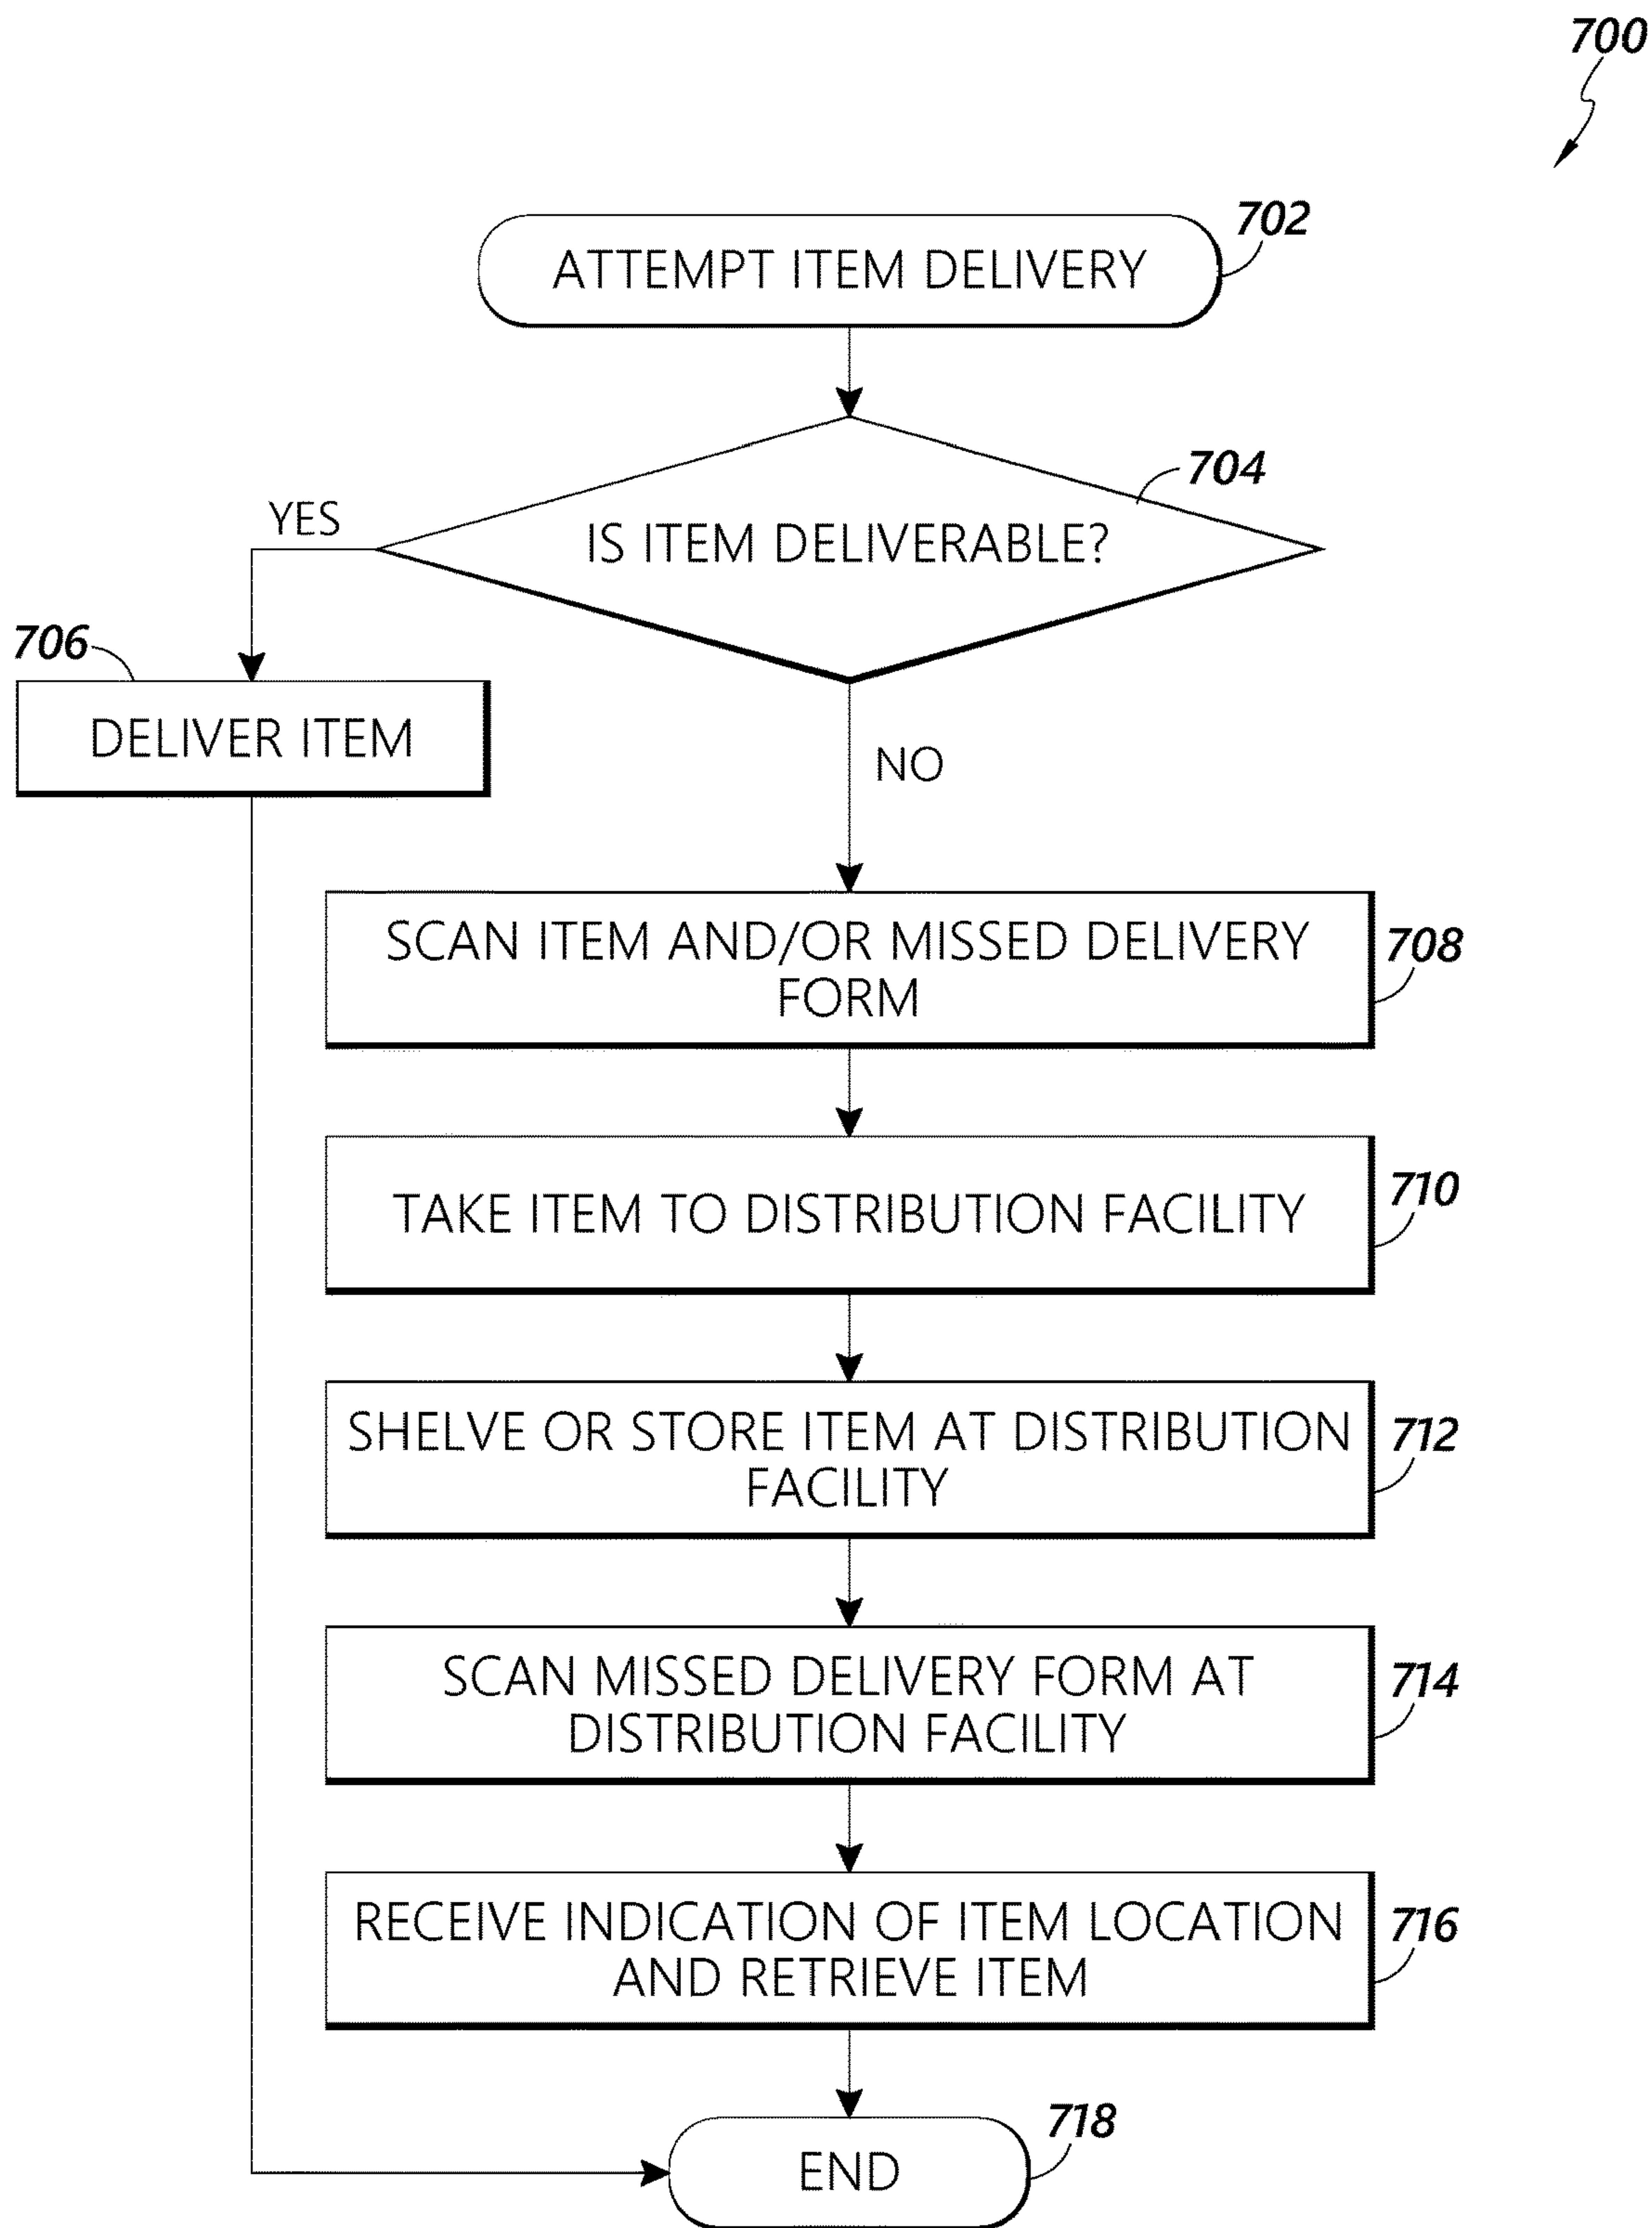 700
ATTEMPT ITEM DELIVERY
702
IS ITEM DELIVERABLE?
704
YES
706
DELIVER ITEM
NO
SCAN ITEM AND/OR MISSED DELIVERY
FORM
708
TAKE ITEM TO DISTRIBUTION FACILITY
710
SHELVE OR STORE ITEM AT DISTRIBUTION
FACILITY
712
SCAN MISSED DELIVERY FORM AT
DISTRIBUTION FACILITY
714
RECEIVE INDICATION OF ITEM LOCATION
AND RETRIEVE ITEM
716
END
718